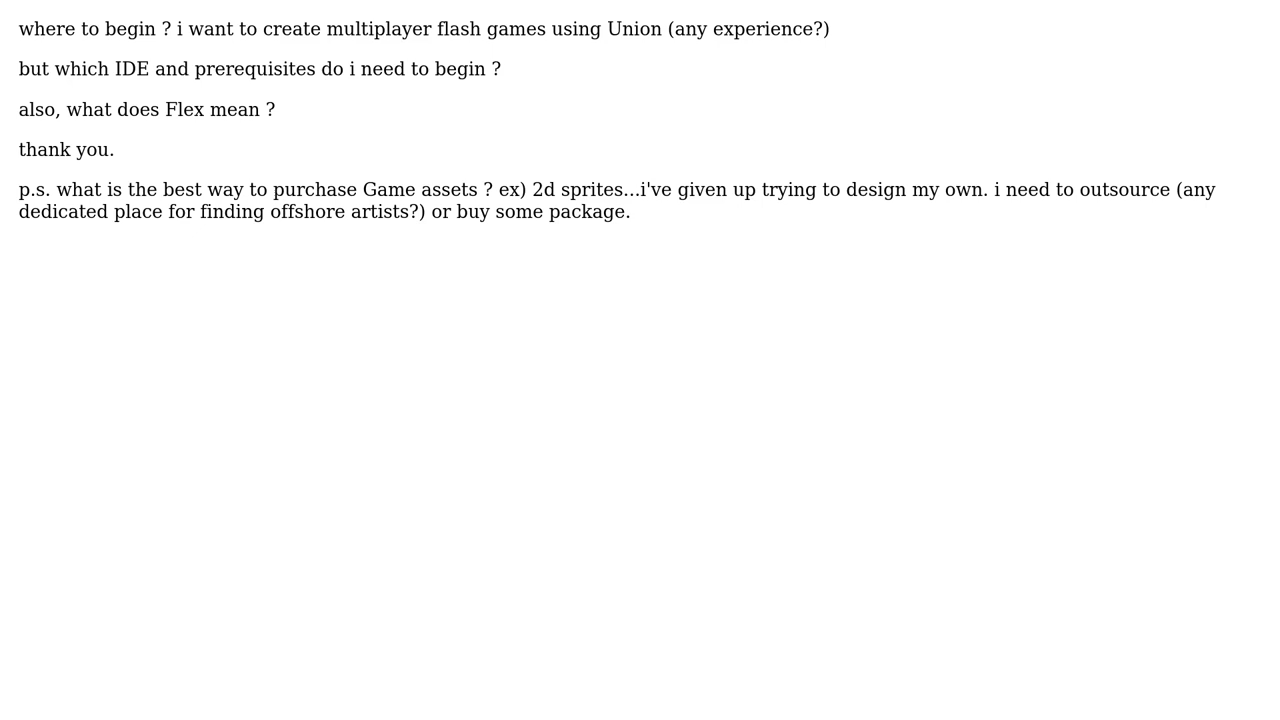 where to begin ? i want to create multiplayer flash games using Union (any experience?)
but which IDE and prerequisites do i need to begin ?
also, what does Flex mean ?
thank you.
p.s. what is the best way to purchase Game assets ? ex) 2d sprites...i've given up trying to design my own. i need to outsource (any
dedicated place for finding offshore artists?) or buy some package.